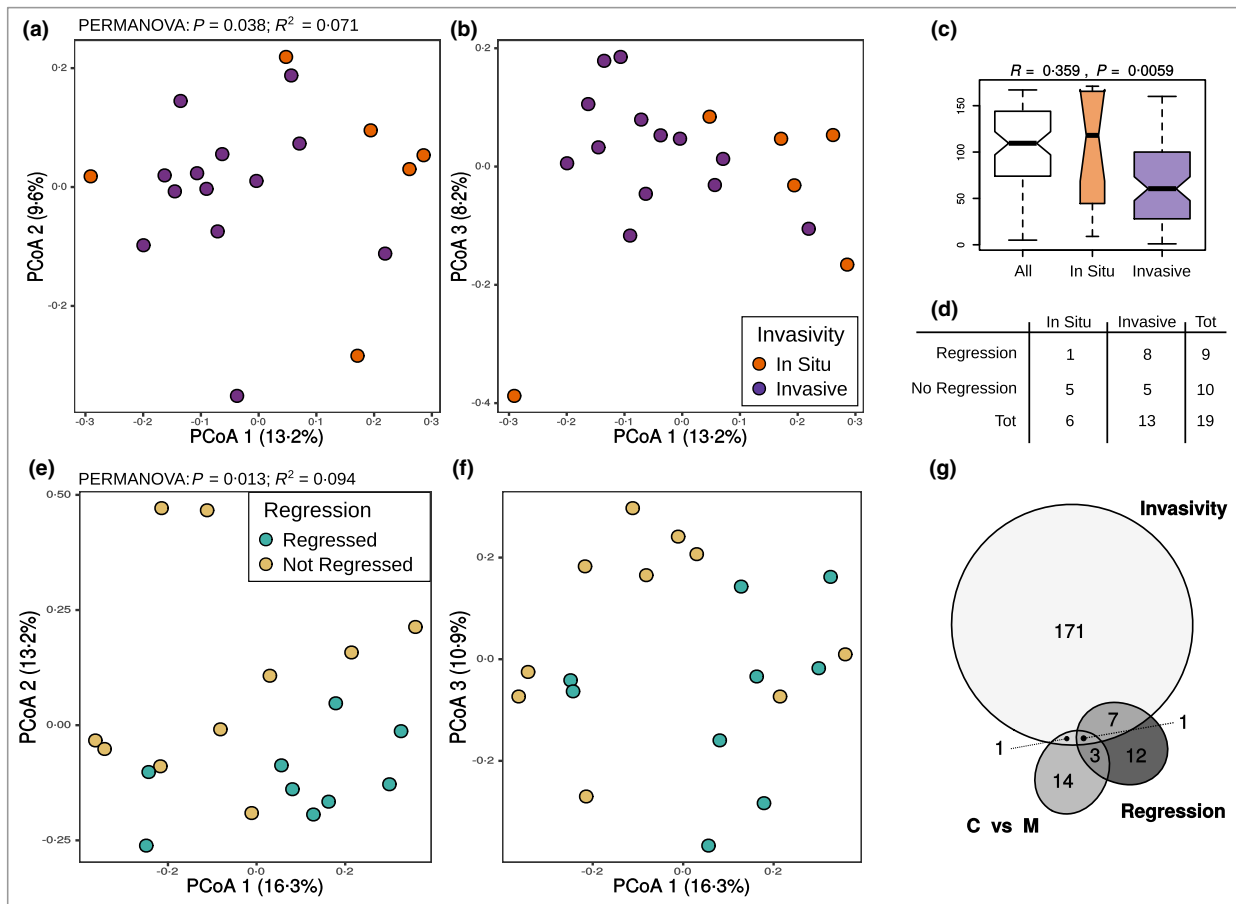 (a)
PERMANOVA: P = 0·038; R² = 0·071
PCoA 2 (9·6%)
0·2
0·0
-0·2
-0·3 -0·2 -0·1 0·0 0·1 0·2 0·3
PCoA 1 (13·2%)
(b)
PCoA 3 (8·2%)
0·2
0·0
-0·2
-0·4
Invasivity
In Situ
Invasive
-0·3 -0·2 -0·1 0·0 0·1 0·2 0·3
PCoA 1 (13·2%)
(c)
R = 0·359 , P = 0·0059
150
100
50
0
All In Situ Invasive
(d)
In Situ Invasive Tot
Regression 1 8 9
No Regression 5 5 10
Tot 6 13 19
(e)
PERMANOVA: P = 0·013; R² = 0·094
PCoA 2 (13·2%)
0·50
0·25
0·00
-0·25
Regression
Regressed
Not Regressed
-0·2 0·0 0·2
PCoA 1 (16·3%)
(f)
PCoA 3 (10·9%)
0·2
0·0
-0·2
-0·2 0·0 0·2
PCoA 1 (16·3%)
(g)
Invasivity
171
7
1
1
3
12
14
Regression
C vs M